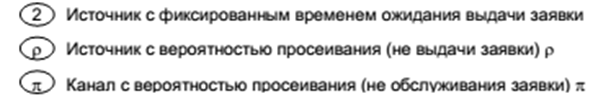 2 Источник с фиксированным временем ожидания выдачи заявки
ρ Источник с вероятностью просеивания (не выдачи заявки) ρ
π Канал с вероятностью просеивания (не обслуживания заявки) π